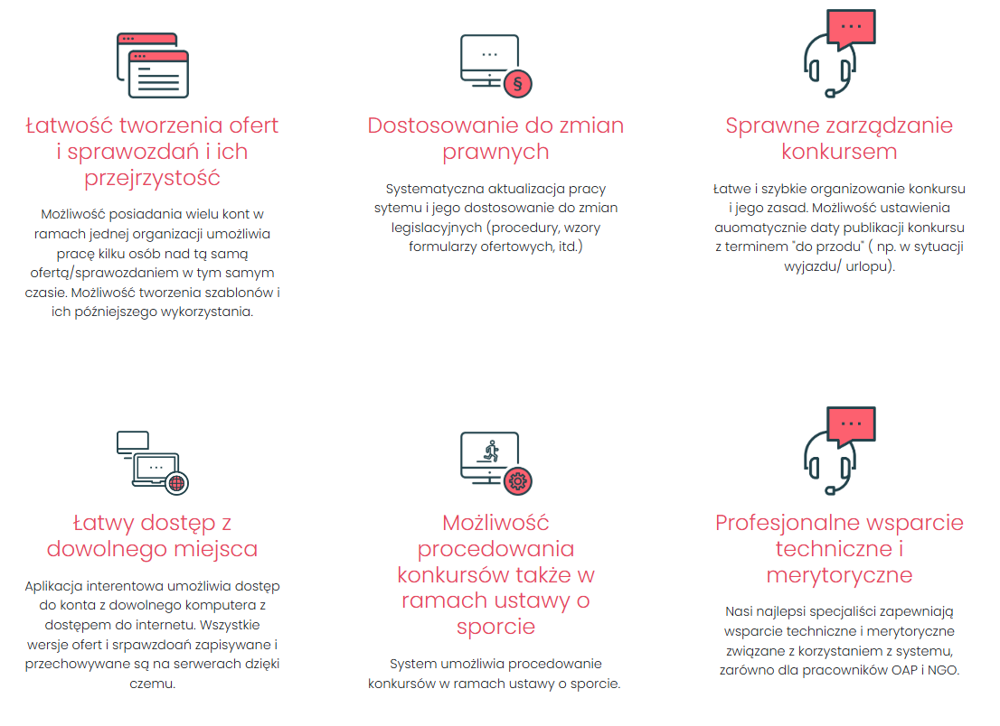 Łatwość tworzenia ofert
i sprawozdań i ich
przejrzystość
Możliwość posiadania wielu kont w
ramach jednej organizacji umożliwia
pracę kilku osób nad tą samą
ofertą/sprawozdaniem w tym samym
czasie. Możliwość tworzenia szablonów i
ich późniejszego wykorzystania.
Dostosowanie do zmian
prawnych
Systematyczna aktualizacja pracy
sytemu i jego dostosowanie do zmian
legislacyjnych (procedury, wzory
formularzy ofertowych, itd.)
Sprawne zarządzanie
konkursem
Łatwe i szybkie organizowanie konkursu
i jego zasad. Możliwość ustawienia
auomatycznie daty publikacji konkursu
z terminem "do przodu" ( np. w sytuacji
wyjazdu/ urlopu).
Łatwy dostęp z
dowolnego miejsca
Aplikacja interentowa umożliwia dostęp
do konta z dowolnego komputera z
dostępem do internetu. Wszystkie
wersje ofert i srpawzdoań zapisywane i
przechowywane są na serwerach dzięki
czemu.
Możliwość
procedowania
konkursów także w
ramach ustawy o
sporcie
System umożliwia procedowanie
konkursów w ramach ustawy o sporcie.
Profesjonalne wsparcie
techniczne i
merytoryczne
Nasi najlepsi specjaliści zapewniają
wsparcie techniczne i merytoryczne
związane z korzystaniem z systemu,
zarówno dla pracowników OAP i NGO.